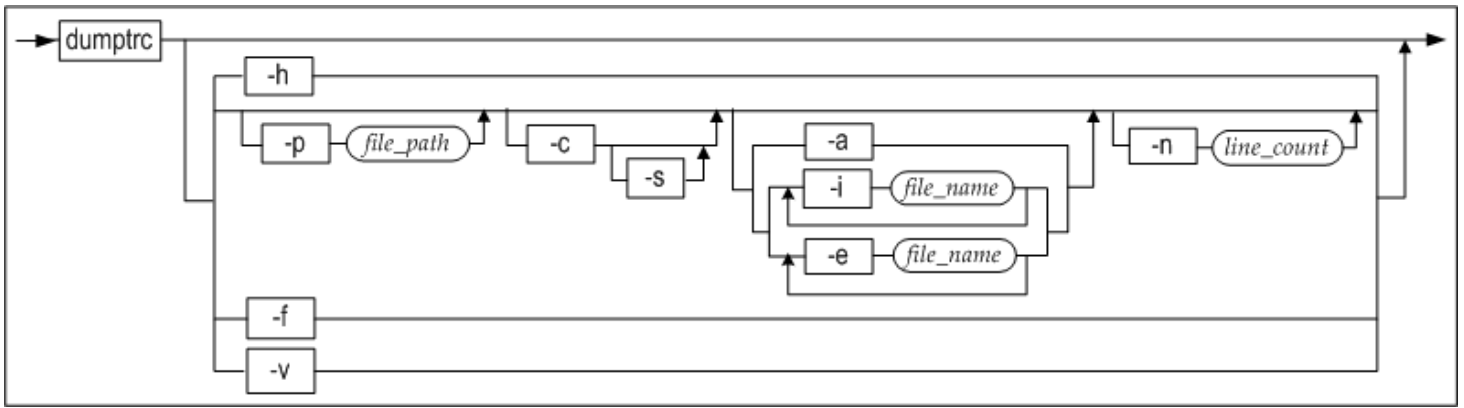 dumptrc
-h
-p file_path -c -a -n line_count
-s
-i file_name
-e file_name
-f
-v